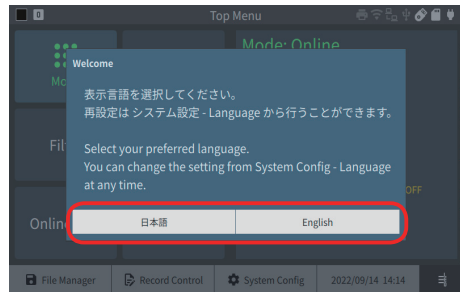 0
Top Menu
Mode: Online
Welcome
表示言語を選択してください。
再設定は システム設定 - Language から行うことができます。
Select your preferred language.
You can change the setting from System Config - Language
at any time.
OFF
Online
日本語
English
File Manager
Record Control
System Config
2022/09/14 14:14